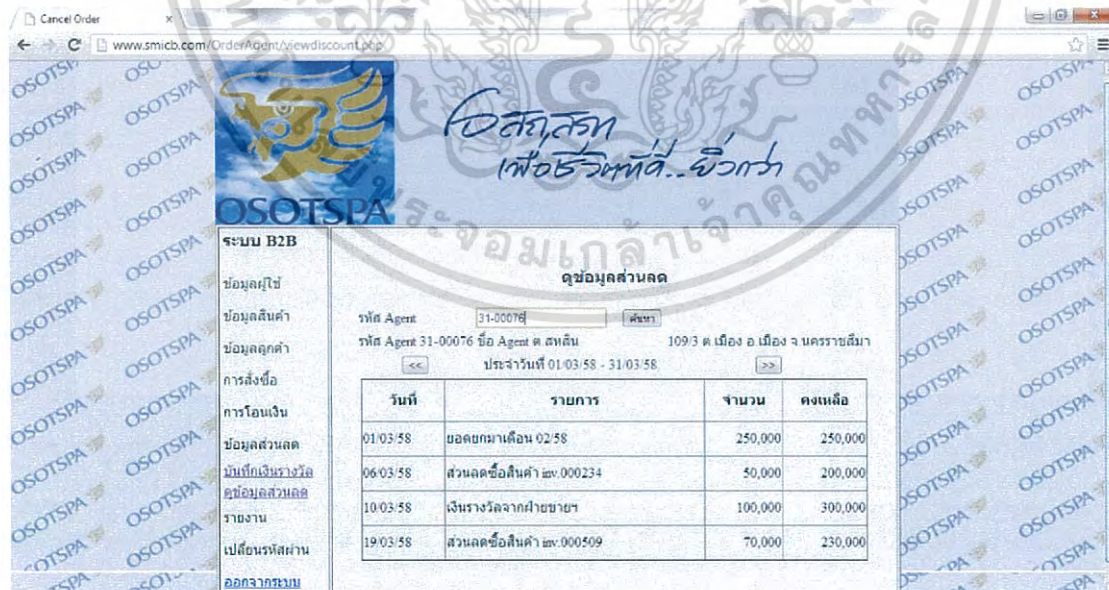 Cancel Order
www.smicb.com/OrderAgent/viewdiscount.php
OSOTSPA
โอสถสภา
เพื่อชีวิตที่ดี..ยิ่งกว่า
ระบบ B2B
ข้อมูลผู้ใช้
ข้อมูลสินค้า
ข้อมูลลูกค้า
การสั่งซื้อ
การโอนเงิน
ข้อมูลส่วนลด
บันทึกเงินรางวัล
ดูข้อมูลส่วนลด
รายงาน
เปลี่ยนรหัสผ่าน
ออกจากระบบ
ดูข้อมูลส่วนลด
รหัส Agent 31-00076 ค้นหา
รหัส Agent 31-00076 ชื่อ Agent ต.สหสิน 109/3 ต.เมือง อ.เมือง จ.นครราชสีมา
<< ประจำวันที่ 01/03/58 - 31/03/58 >>
วันที่ รายการ จำนวน คงเหลือ
01/03/58 ยอดยกมาเดือน 02/58 250,000 250,000
06/03/58 ส่วนลดซื้อสินค้า inv.000234 50,000 200,000
10/03/58 เงินรางวัลจากฝ่ายขายฯ 100,000 300,000
19/03/58 ส่วนลดซื้อสินค้า inv.000509 70,000 230,000